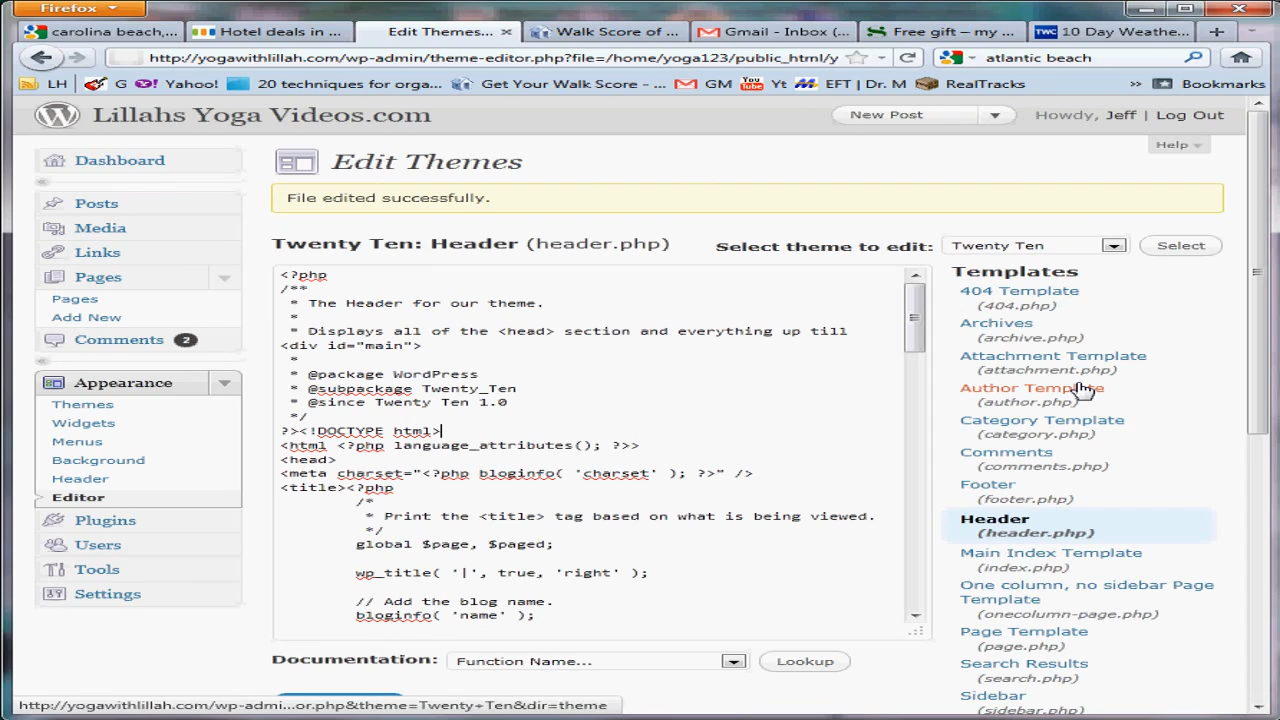 Firefox
carolina beach,...
Hotel deals in ...
Edit Themes...
Walk Score of ...
Gmail - Inbox (...
Free gift – my ...
TWC 10 Day Weathe...
http://yogawithlillah.com/wp-admin/theme-editor.php?file=/home/yoga123/public_html/y
atlantic beach
LH
G
Yahoo!
20 techniques for orga...
Get Your Walk Score - ...
GM
You Tube Yt
EFT | Dr. M
RealTracks
»
Bookmarks
Lillahs Yoga Videos.com
New Post
Howdy, Jeff | Log Out
Help
Dashboard
Posts
Media
Links
Pages
Pages
Add New
Comments 2
Appearance
Themes
Widgets
Menus
Background
Header
Editor
Plugins
Users
Tools
Settings
Edit Themes
File edited successfully.
Twenty Ten: Header (header.php)
Select theme to edit: Twenty Ten Select
<?php
/**
* The Header for our theme.
*
* Displays all of the <head> section and everything up till
<div id="main">
*
* @package WordPress
* @subpackage Twenty_Ten
* @since Twenty Ten 1.0
*/
?><!DOCTYPE html>
<html <?php language_attributes(); ?>>
<head>
<meta charset="<?php bloginfo( 'charset' ); ?>" />
<title><?php
/*
* Print the <title> tag based on what is being viewed.
*/
global $page, $paged;
wp_title( '|', true, 'right' );
// Add the blog name.
bloginfo( 'name' );
Documentation: Function Name... Lookup
Templates
404 Template
(404.php)
Archives
(archive.php)
Attachment Template
(attachment.php)
Author Template
(author.php)
Category Template
(category.php)
Comments
(comments.php)
Footer
(footer.php)
Header
(header.php)
Main Index Template
(index.php)
One column, no sidebar Page
Template
(onecolumn-page.php)
Page Template
(page.php)
Search Results
(search.php)
Sidebar
(sidebar.php)
http://yogawithlillah.com/wp-admi...or.php&theme=Twenty+Ten&dir=theme